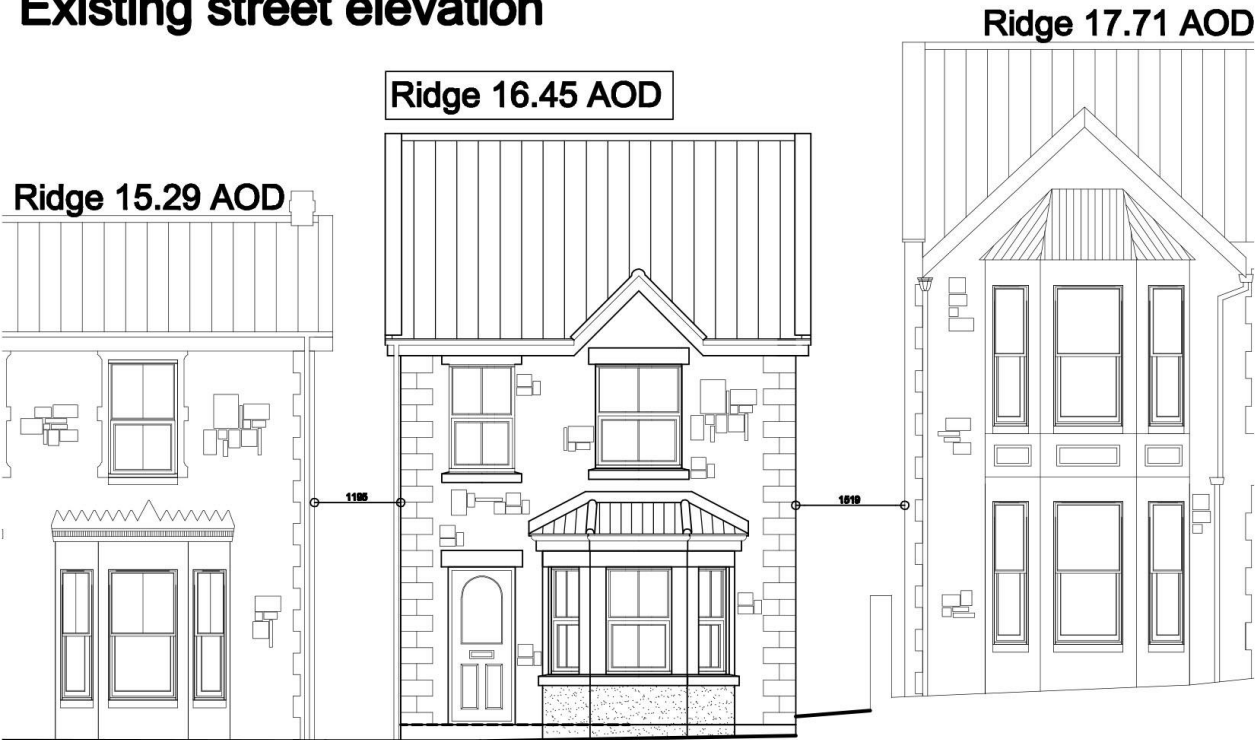 Existing street elevation
Ridge 17.71 AOD
Ridge 16.45 AOD
Ridge 15.29 AOD
1195
1519